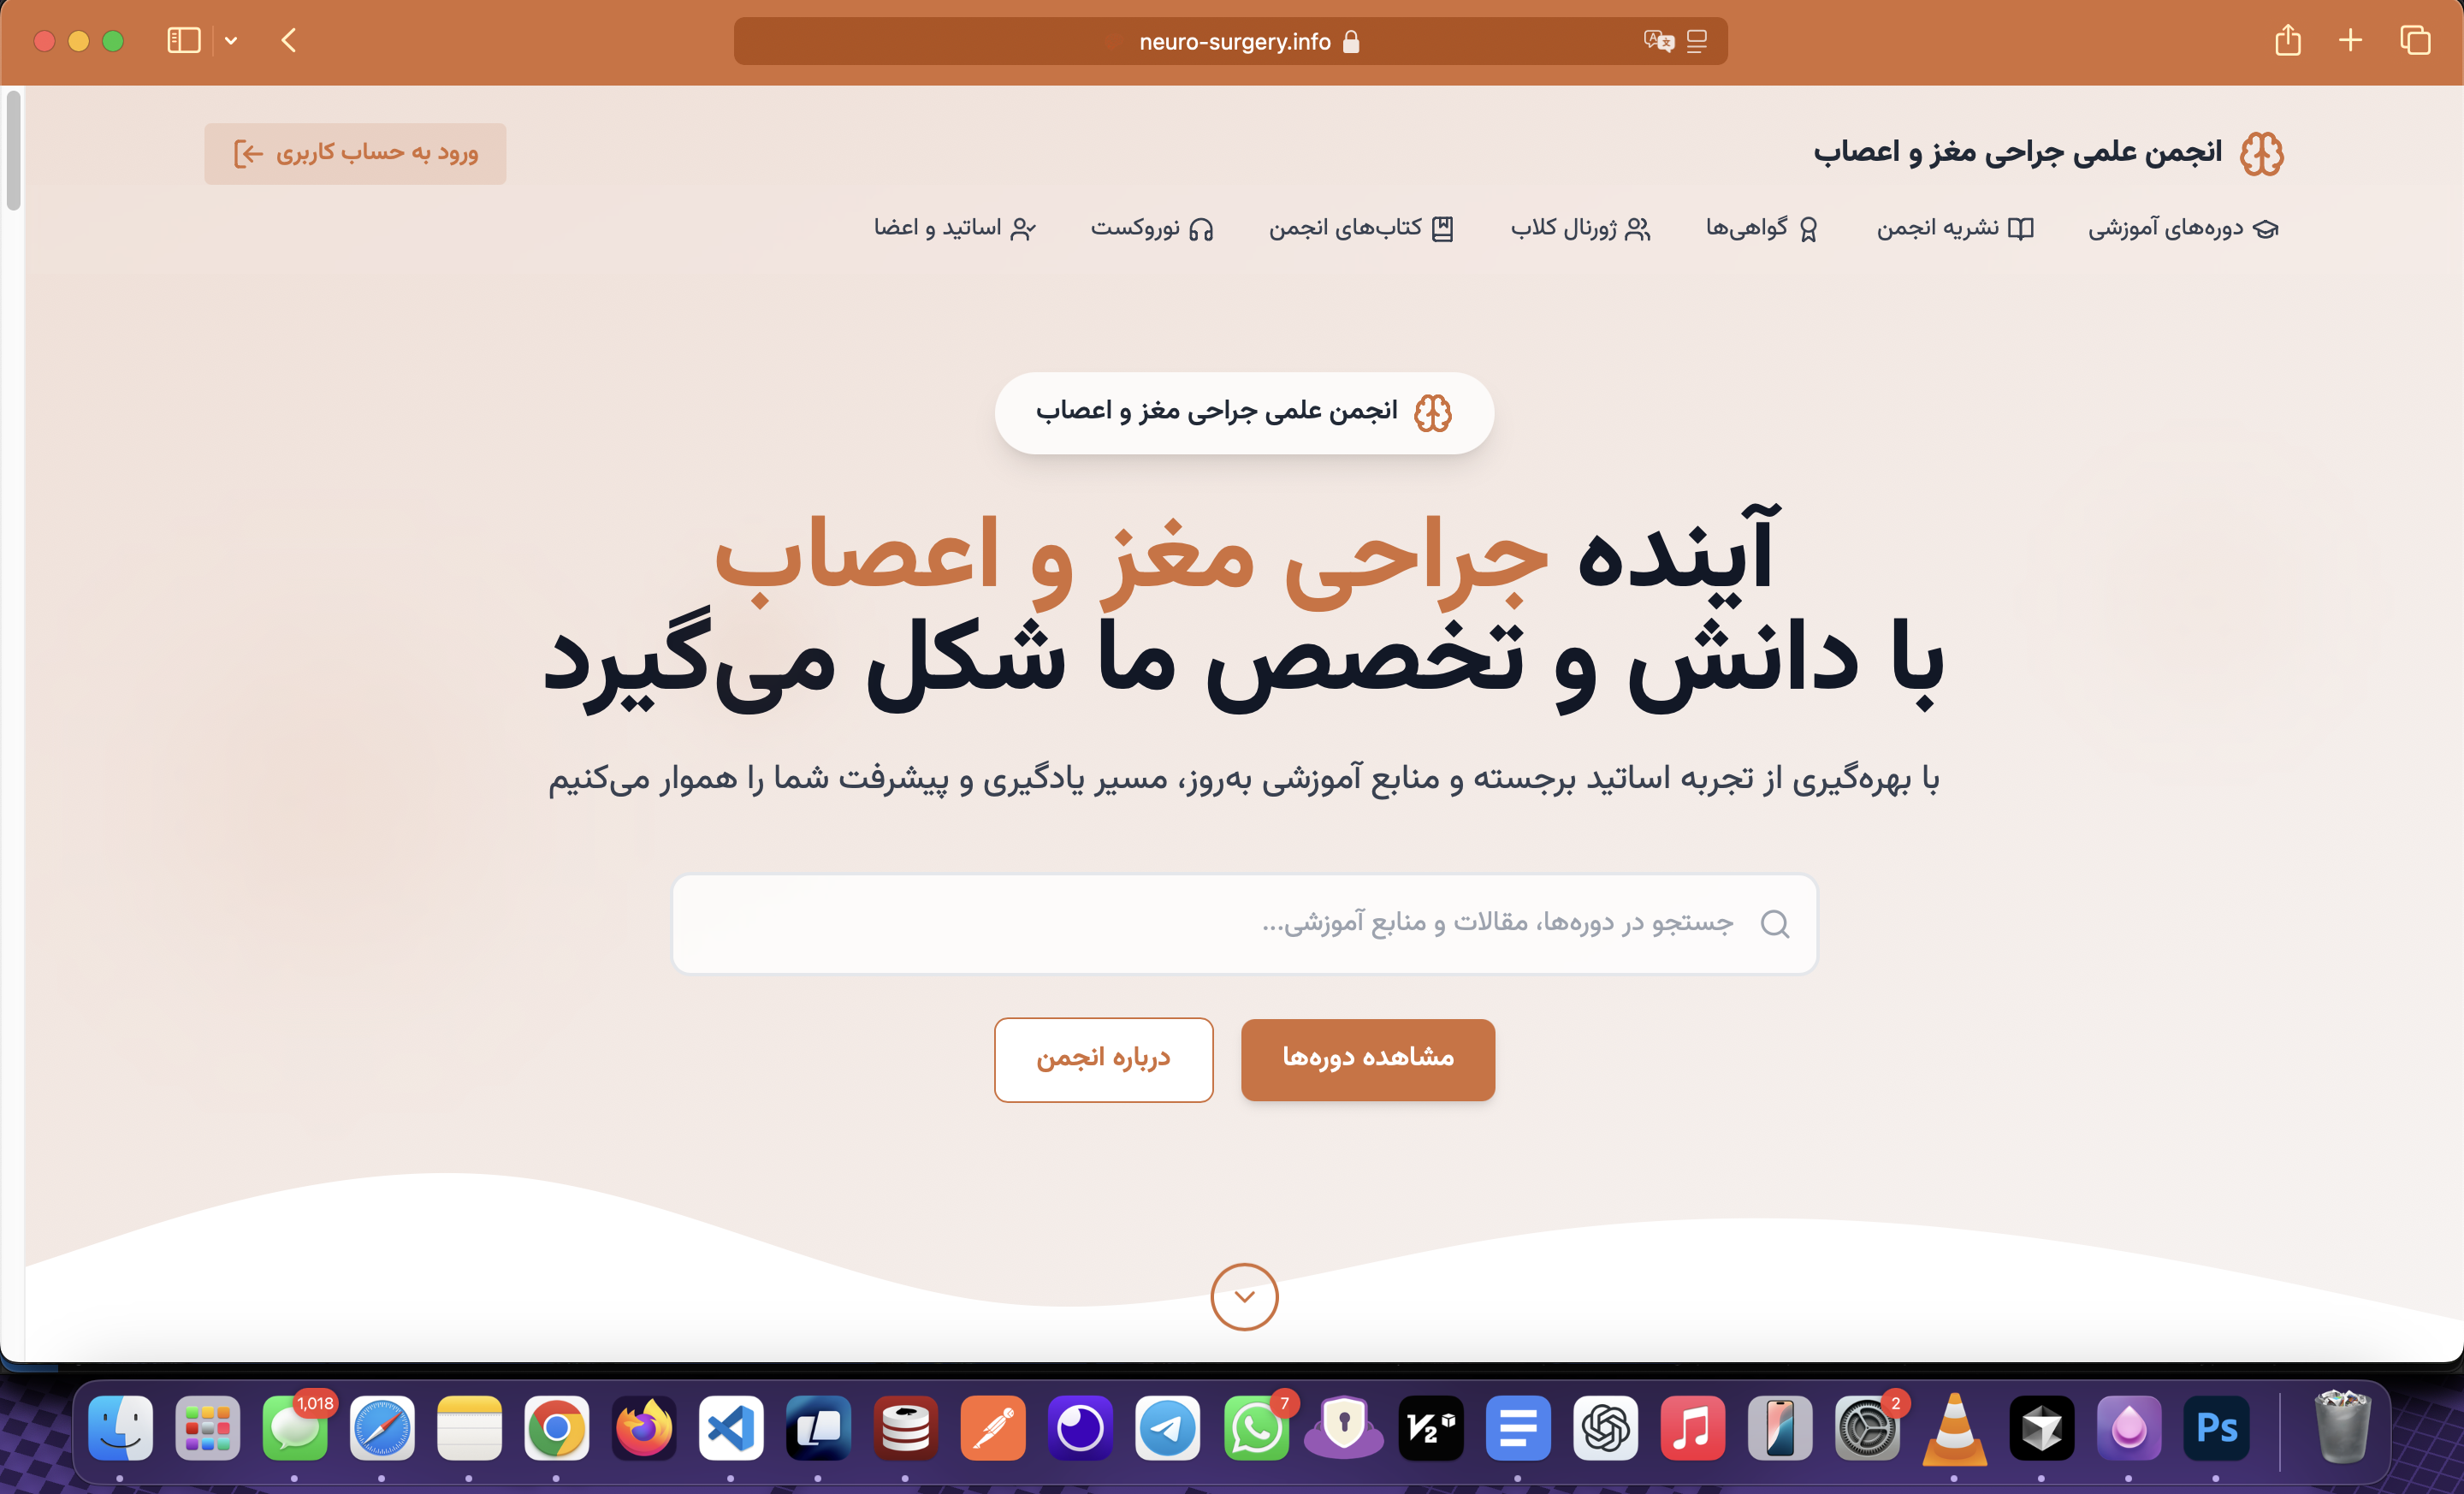 neuro-surgery.info
انجمن علمی جراحی مغز و اعصاب
ورود به حساب کاربری
دوره‌های آموزشی
نشریه انجمن
گواهی‌ها
ژورنال کلاب
کتاب‌های انجمن
نوروکست
اساتید و اعضا
انجمن علمی جراحی مغز و اعصاب
آینده جراحی مغز و اعصاب
با دانش و تخصص ما شکل می‌گیرد
با بهره‌گیری از تجربه اساتید برجسته و منابع آموزشی به‌روز، مسیر یادگیری و پیشرفت شما را هموار می‌کنیم
جستجو در دوره‌ها، مقالات و منابع آموزشی...
مشاهده دوره‌ها
درباره انجمن
1,018
7
V2
2
Ps